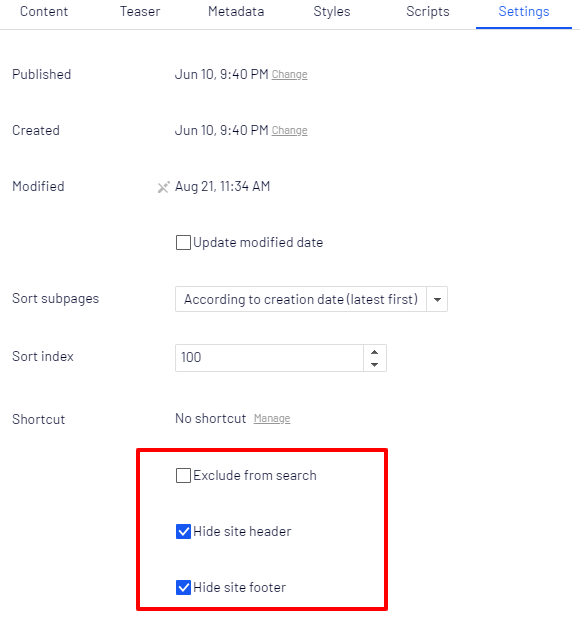 Content Teaser Metadata Styles Scripts Settings
Published Jun 10, 9:40 PM Change
Created Jun 10, 9:40 PM Change
Modified Aug 21, 11:34 AM
Update modified date
Sort subpages According to creation date (latest first)
Sort index 100
Shortcut No shortcut Manage
Exclude from search
Hide site header
Hide site footer